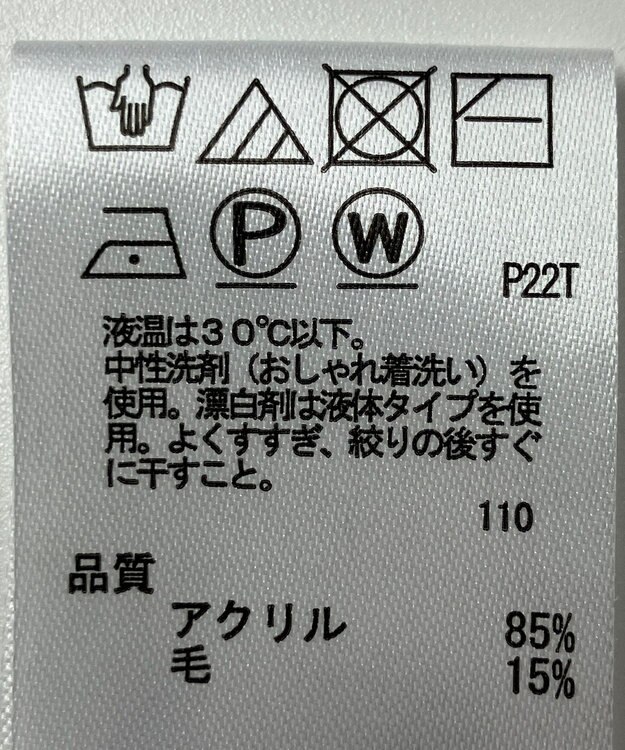 P W P22T
液温は30℃以下。
中性洗剤（おしゃれ着洗い）を
使用。漂白剤は液体タイプを使
用。よくすすぎ、絞りの後すぐ
に干すこと。
110
品質
アクリル 85%
毛 15%